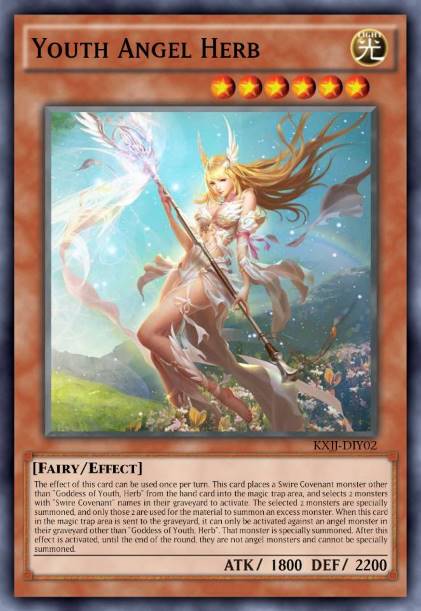 YOUTH ANGEL HERB
LIGHT
光
KXJJ-DIY02
[FAIRY/EFFECT]
The effect of this card can be used once per turn. This card places a Swire Covenant monster other
than "Goddess of Youth, Herb" from the hand card into the magic trap area, and selects 2 monsters
with "Swire Covenant" names in their graveyard to activate. The selected 2 monsters are specially
summoned, and only those 2 are used for the material to summon an excess monster. When this card
in the magic trap area is sent to the graveyard, it can only be activated against an angel monster in
their graveyard other than "Goddess of Youth, Herb". That monster is specially summoned. After this
effect is activated, until the end of the round, they are not angel monsters and cannot be specially
summoned.
ATK/ 1800 DEF/ 2200